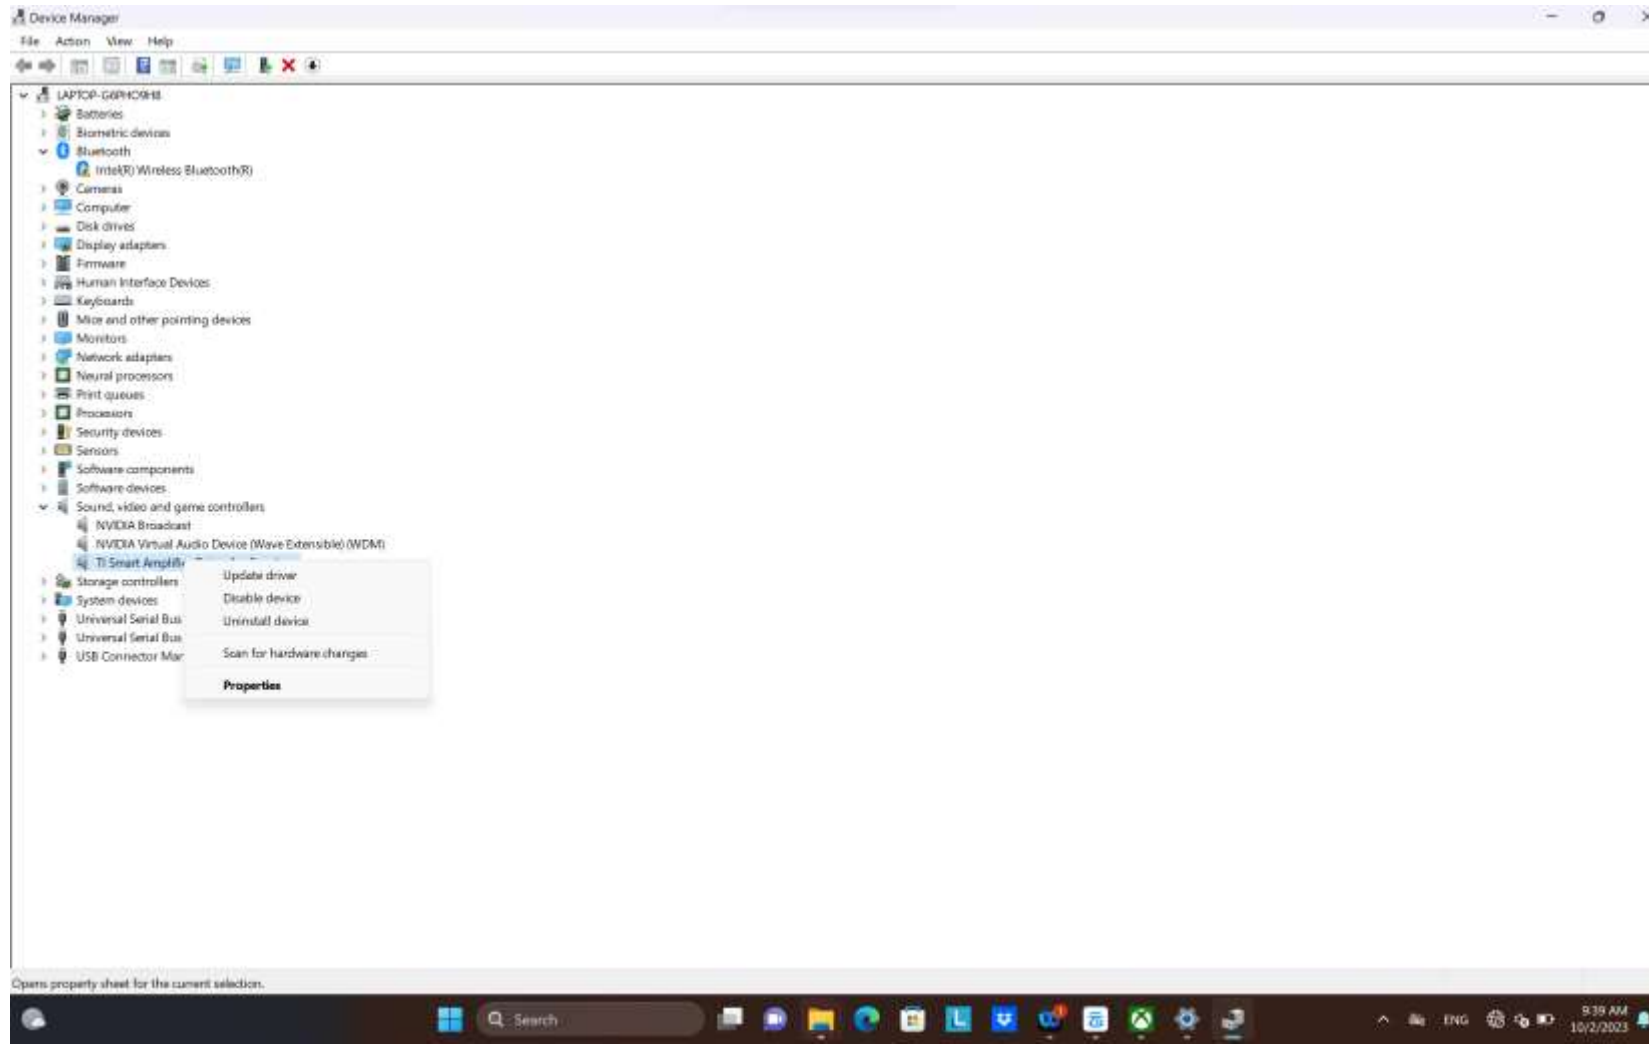 Device Manager
File Action View Help
LAPTOP-G6PHO9H8
Batteries
Biometric devices
Bluetooth
Intel(R) Wireless Bluetooth(R)
Cameras
Computer
Disk drives
Display adapters
Firmware
Human Interface Devices
Keyboards
Mice and other pointing devices
Monitors
Network adapters
Neural processors
Print queues
Processors
Security devices
Sensors
Software components
Software devices
Sound, video and game controllers
NVIDIA Broadcast
NVIDIA Virtual Audio Device (Wave Extensible) (WDM)
TI Smart Amplifie
Storage controllers
System devices
Universal Serial Bus
Universal Serial Bus
USB Connector Mar
Update driver
Disable device
Uninstall device
Scan for hardware changes
Properties
Opens property sheet for the current selection.
Search
ENG
9:39 AM
10/2/2023